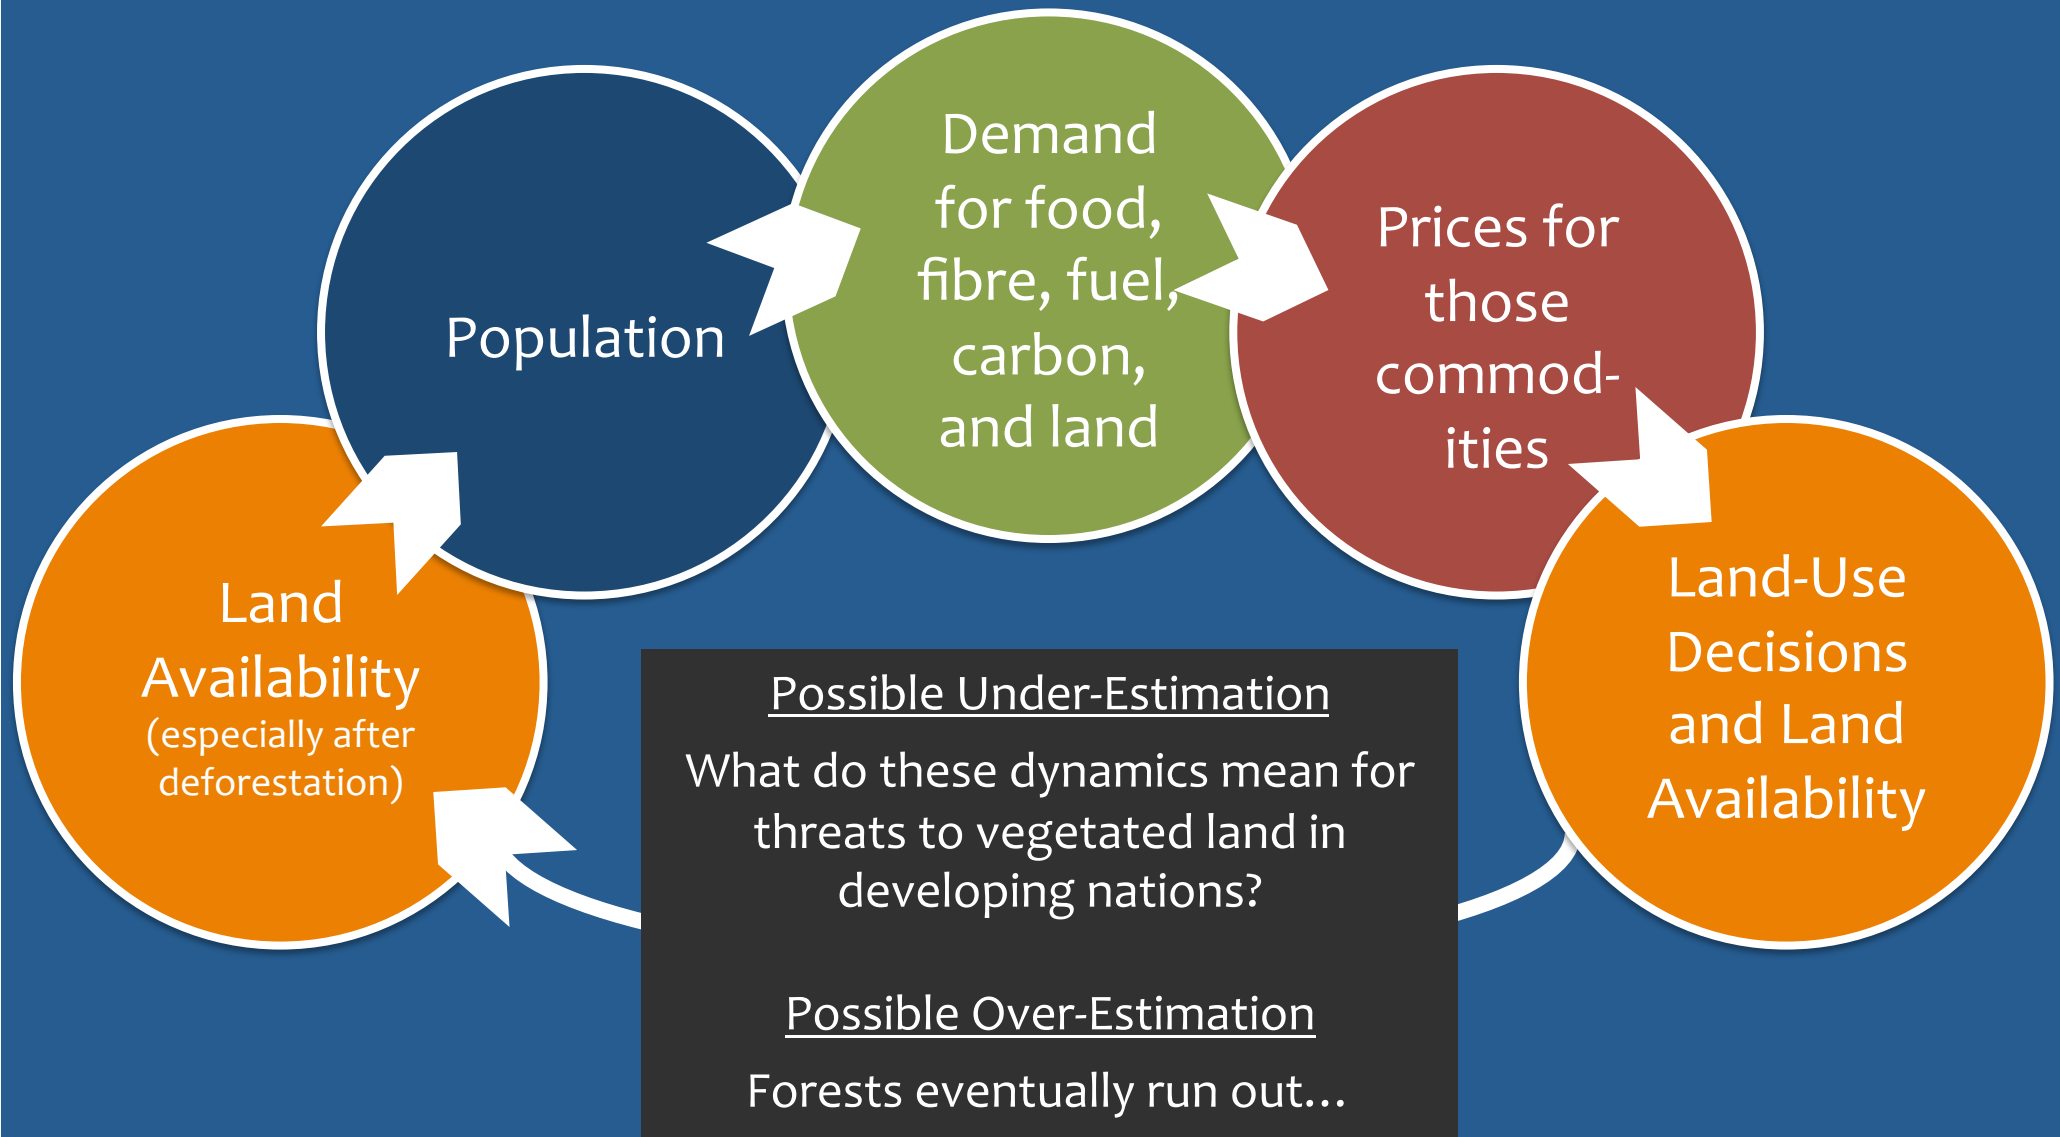 Land
Availability
(especially after
deforestation)
Population
Demand
for food,
fibre, fuel,
carbon,
and land
Prices for
those
commod-
ities
Land-Use
Decisions
and Land
Availability
Possible Under-Estimation
What do these dynamics mean for
threats to vegetated land in
developing nations?
Possible Over-Estimation
Forests eventually run out…